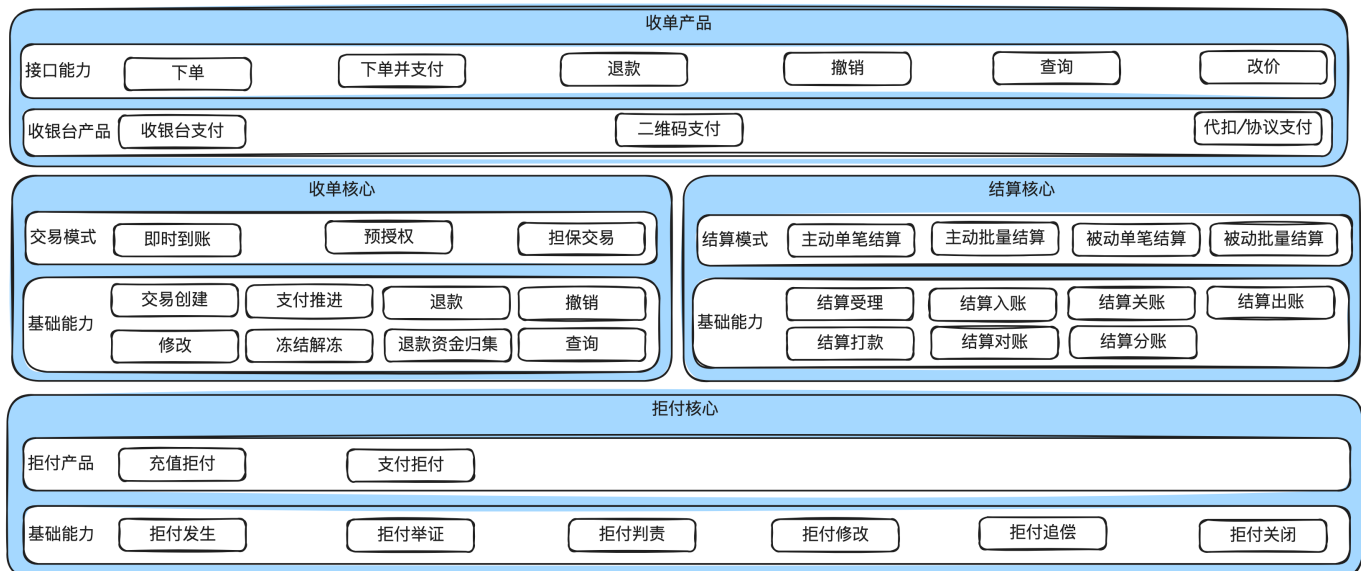 收单产品
接口能力 下单 下单并支付 退款 撤销 查询 改价
收银台产品 收银台支付 二维码支付 代扣/协议支付
收单核心
交易模式 即时到账 预授权 担保交易
基础能力
交易创建 支付推进 退款 撤销
修改 冻结解冻 退款资金归集 查询
结算核心
结算模式 主动单笔结算 主动批量结算 被动单笔结算 被动批量结算
基础能力
结算受理 结算入账 结算关账 结算出账
结算打款 结算对账 结算分账
拒付核心
拒付产品 充值拒付 支付拒付
基础能力 拒付发生 拒付举证 拒付判责 拒付修改 拒付追偿 拒付关闭